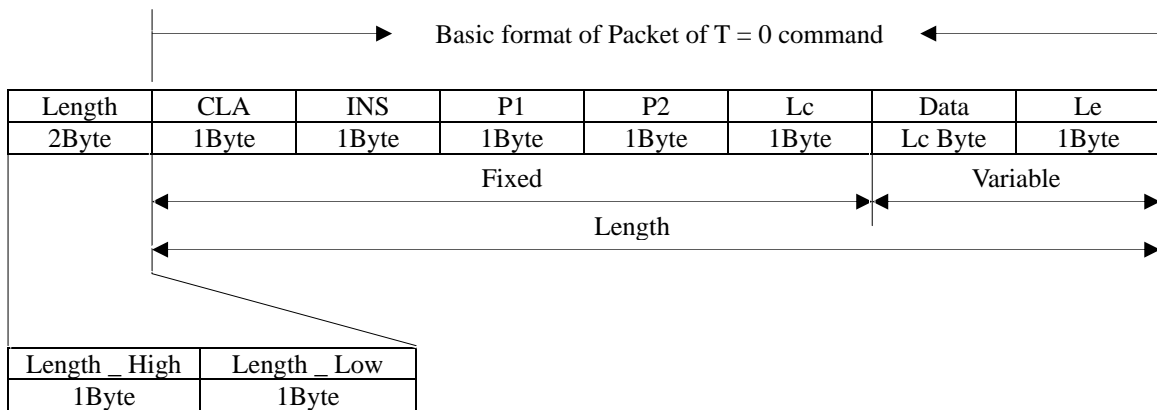 Basic format of Packet of T = 0 command
Length CLA INS P1 P2 Lc Data Le
2Byte 1Byte 1Byte 1Byte 1Byte 1Byte Lc Byte 1Byte
Fixed Variable
Length
Length _ High Length _ Low
1Byte 1Byte